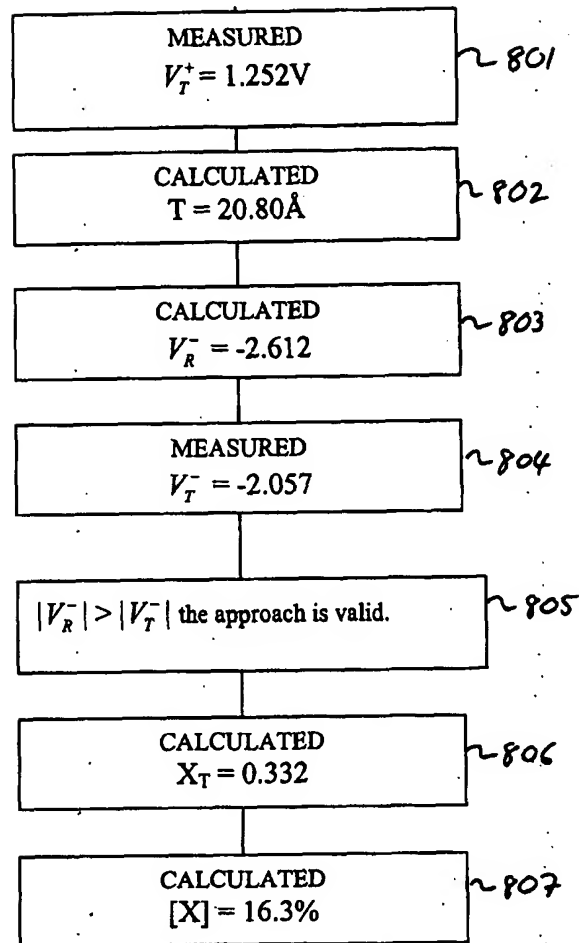 MEASURED
V_T^+ = 1.252V
801
CALCULATED
T = 20.80Å
802
CALCULATED
V_R^- = -2.612
803
MEASURED
V_T^- = -2.057
804
|V_R^-| > |V_T^-| the approach is valid.
805
CALCULATED
X_T = 0.332
806
CALCULATED
[X] = 16.3%
807